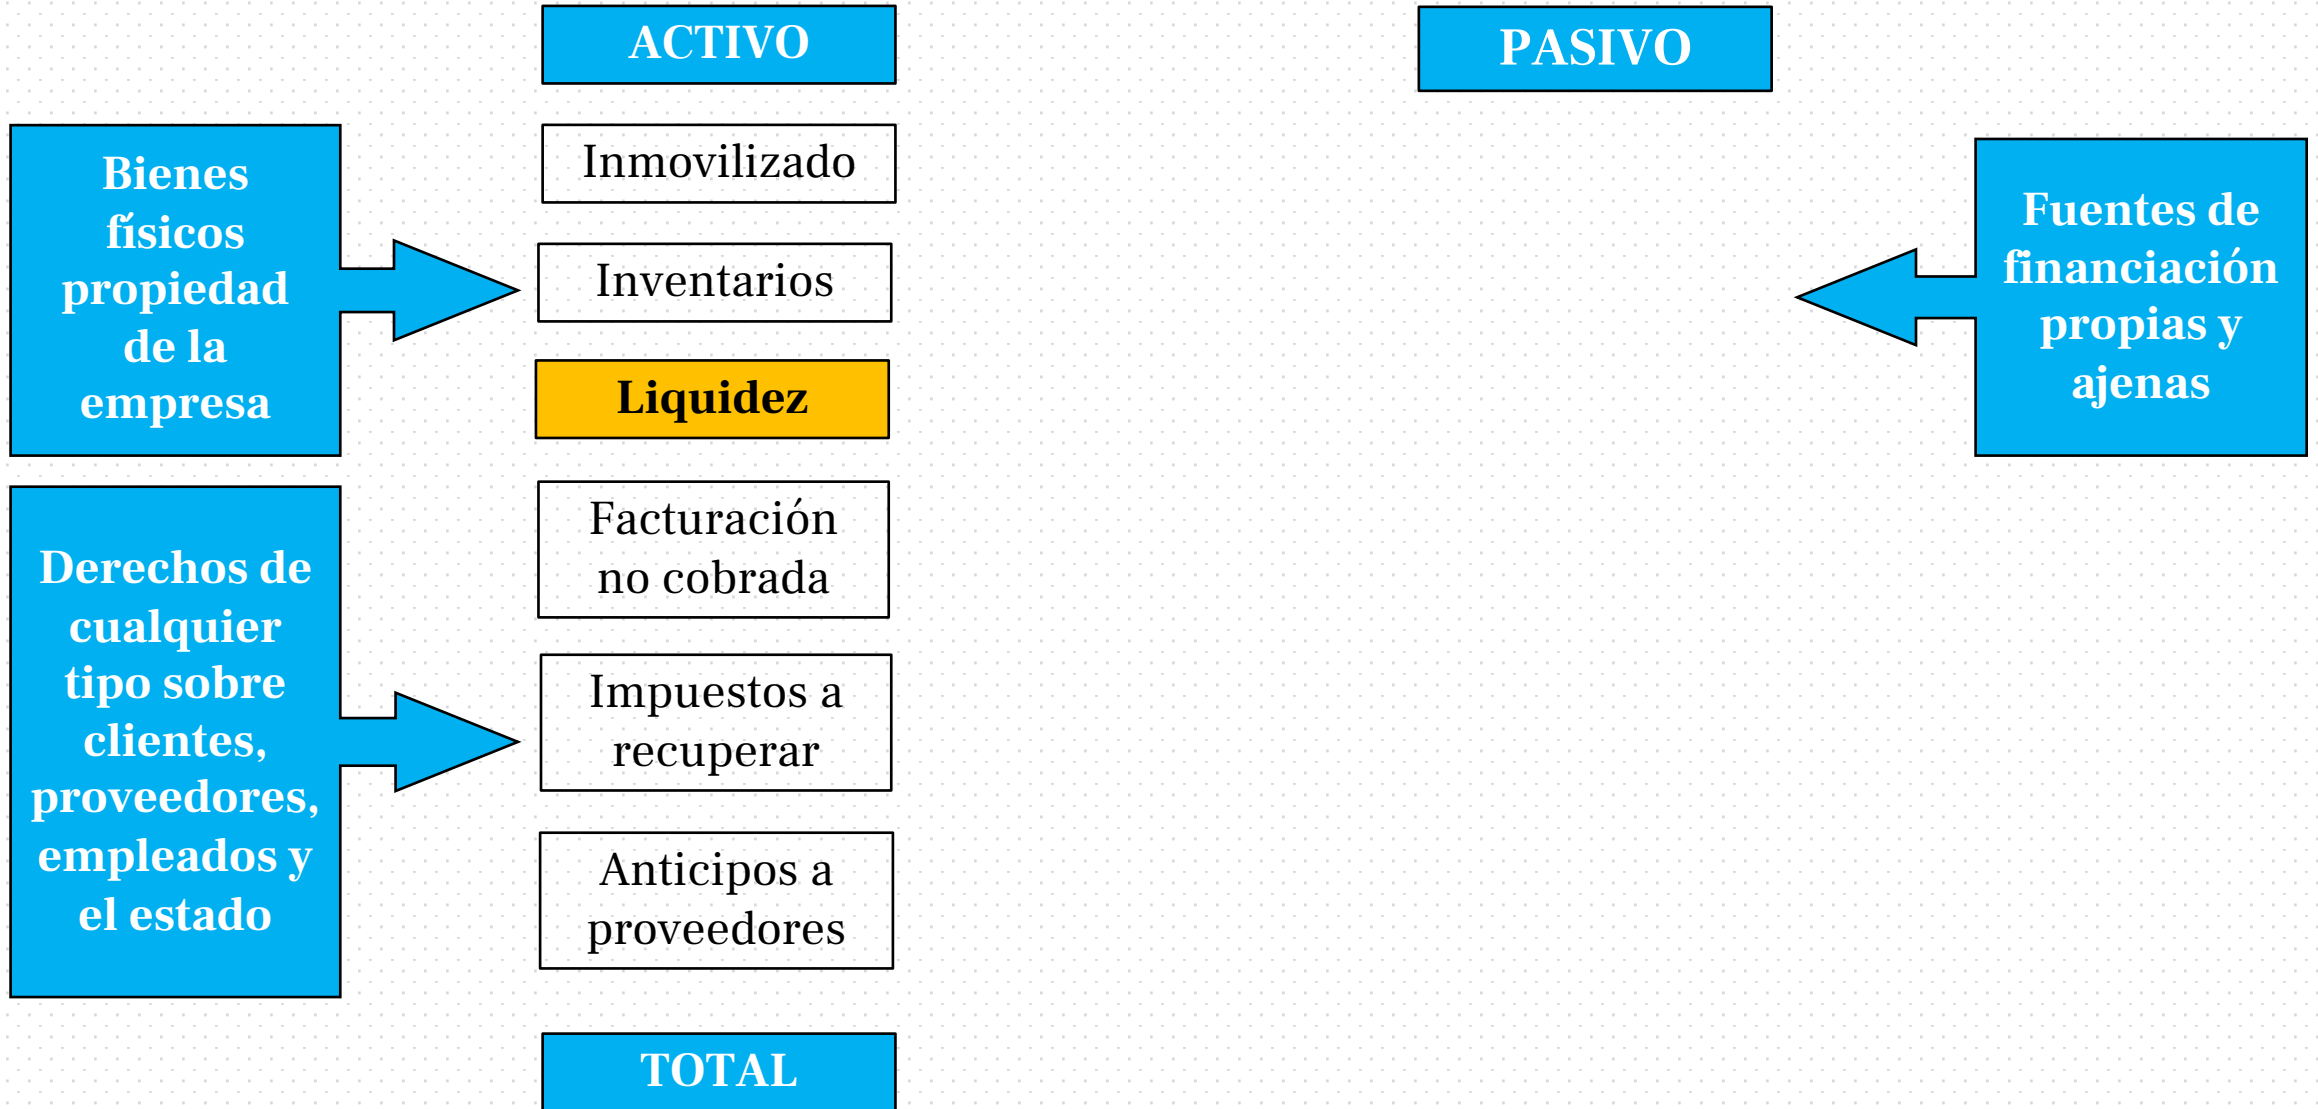 ACTIVO
PASIVO
Bienes
físicos
propiedad
de la
empresa
Inmovilizado
Inventarios
Liquidez
Fuentes de
financiación
propias y
ajenas
Derechos de
cualquier
tipo sobre
clientes,
proveedores,
empleados y
el estado
Facturación
no cobrada
Impuestos a
recuperar
Anticipos a
proveedores
TOTAL